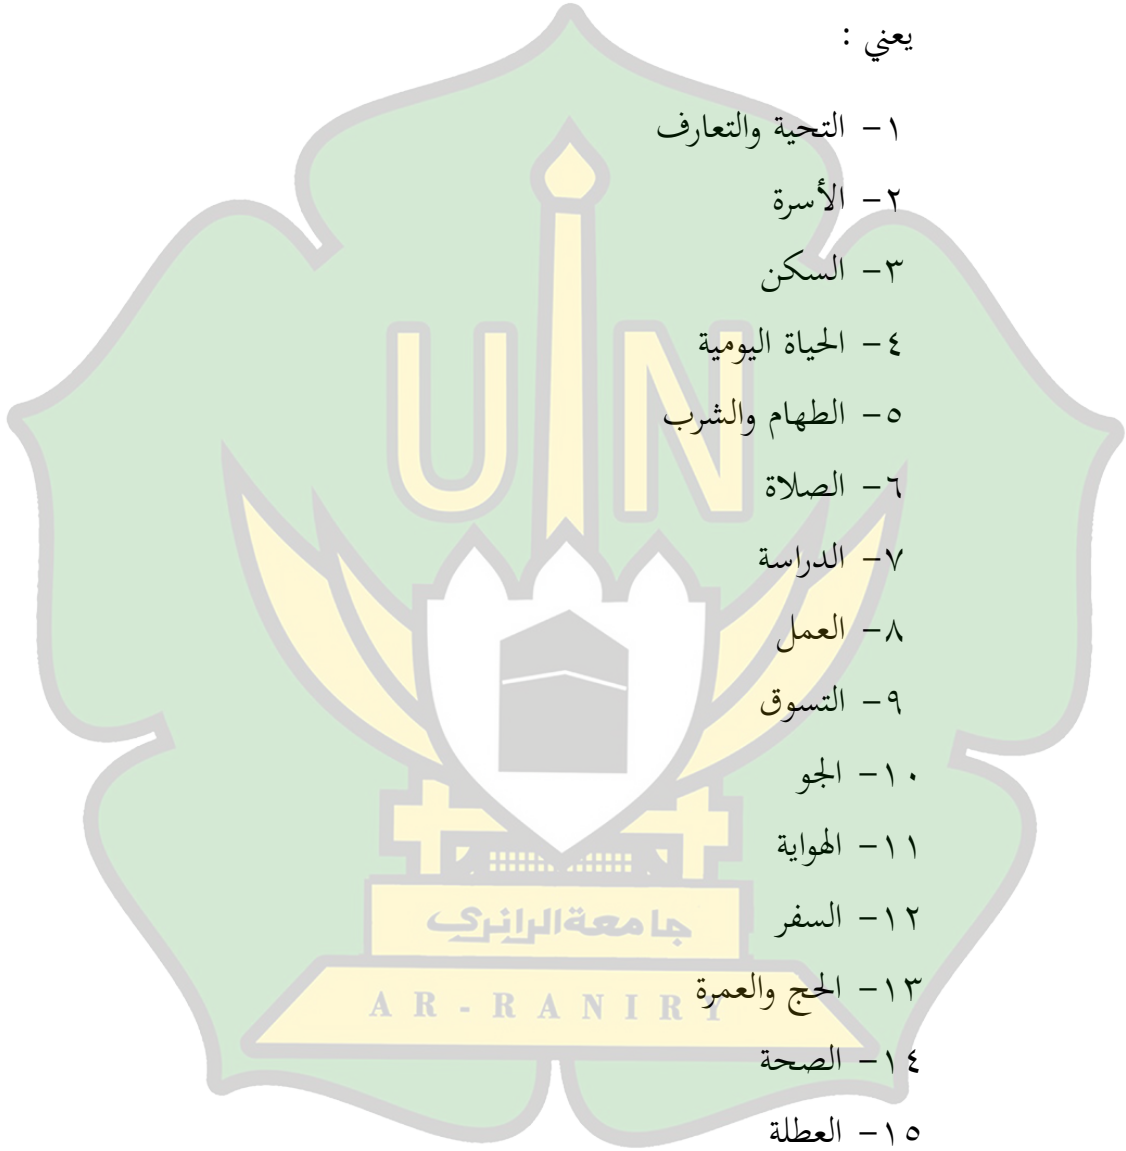 يعني :
١- التحية والتعارف
٢- الأسرة
٣- السكن
٤- الحياة اليومية
٥- الطهام والشرب
٦- الصلاة
٧- الدراسة
٨- العمل
٩- التسوق
١٠- الجو
١١- الهواية
١٢- السفر
١٣- الحج والعمرة
١٤- الصحة
١٥- العطلة
UIN
جامعة الرانري
AR-RANIRY